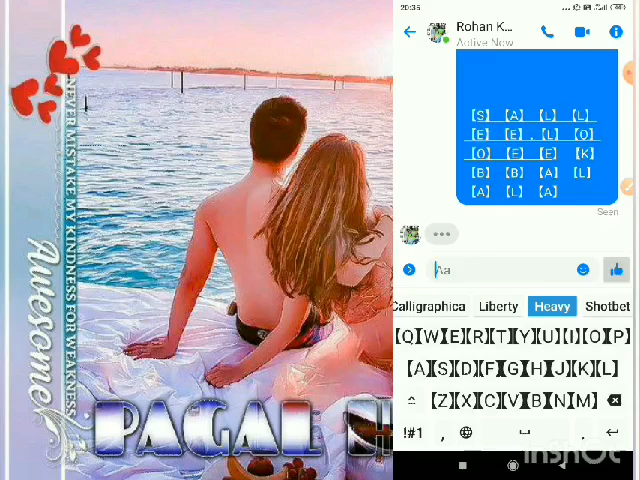 NEVER MISTAKE MY KINDNESS FOR WEAKNESS
Awesome
PAGAL
20:35
Rohan K...
Active Now
【S】【A】【L】【L】
【E】【E】.【L】【O】
【O】【E】【E】【K】
【B】【B】【A】【L】
【A】【L】【A】
Seen
Aa
Calligraphica Liberty Heavy Shotbet
【Q】【W】【E】【R】【T】【Y】【U】【I】【O】【P】
【A】【S】【D】【F】【G】【H】【J】【K】【L】
【Z】【X】【C】【V】【B】【N】【M】
!#1 , .
InShOt